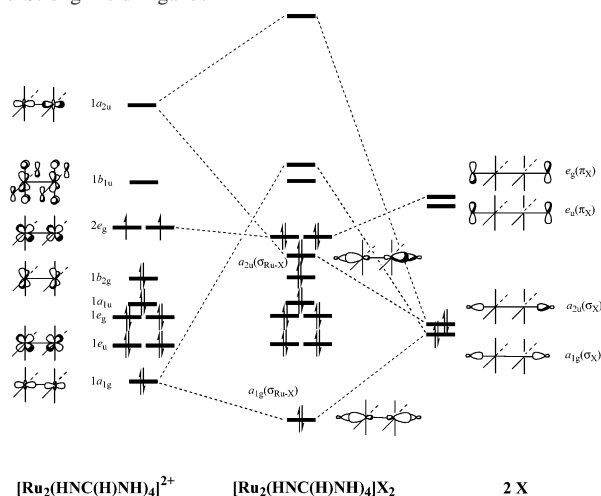 1a2u
1b1u
2eg
1b2g
1a1u
1eg
1eu
1a1g
a2u(σRu-X)
a1g(σRu-X)
eg(πX)
eu(πX)
a2u(σX)
a1g(σX)
[Ru2(HNC(H)NH)4]2+ [Ru2(HNC(H)NH)4]X2 2 X